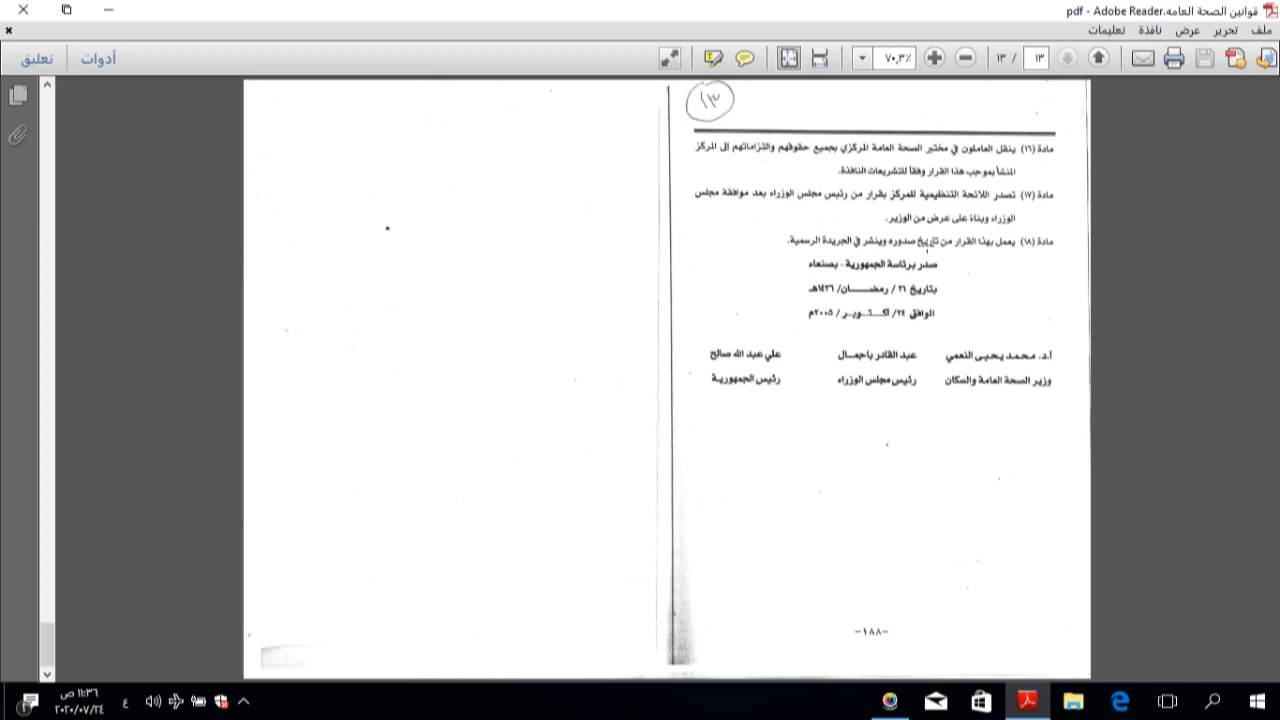 قوانين الصحة العامه.pdf - Adobe Reader
ملف تحرير عرض نافذة تعليمات
١٣ / ١٣
٧٠,٣٪
أدوات
تعليق
١٣
مادة (١٦) ينقل العاملون في مختبر الصحة العامة المركزي بجميع حقوقهم والتزاماتهم إلى المركز
المنشأ بموجب هذا القرار وفقاً للتشريعات النافذة.
مادة (١٧) تصدر اللائحة التنظيمية للمركز بقرار من رئيس مجلس الوزراء بعد موافقة مجلس
الوزراء وبناءً على عرض من الوزير.
مادة (١٨) يعمل بهذا القرار من تاريخ صدوره وينشر في الجريدة الرسمية.
صدر برئاسة الجمهورية - بصنعاء
بتاريخ ٢١ / رمضـــــان/ ١٤٢٦هـ
الموافق ٢٤/ أكـــتـــوبـــر / ٢٠٠٥م
أ.د. محمد يحيى النعمي عبد القادر باجمـــال علي عبد الله صالح
وزير الصحة العامة والسكان رئيس مجلس الوزراء رئيس الجمهورية
-١٨٨-
١١:٣٦ ص
٢٠٢٠/٠٧/٢٤
ع